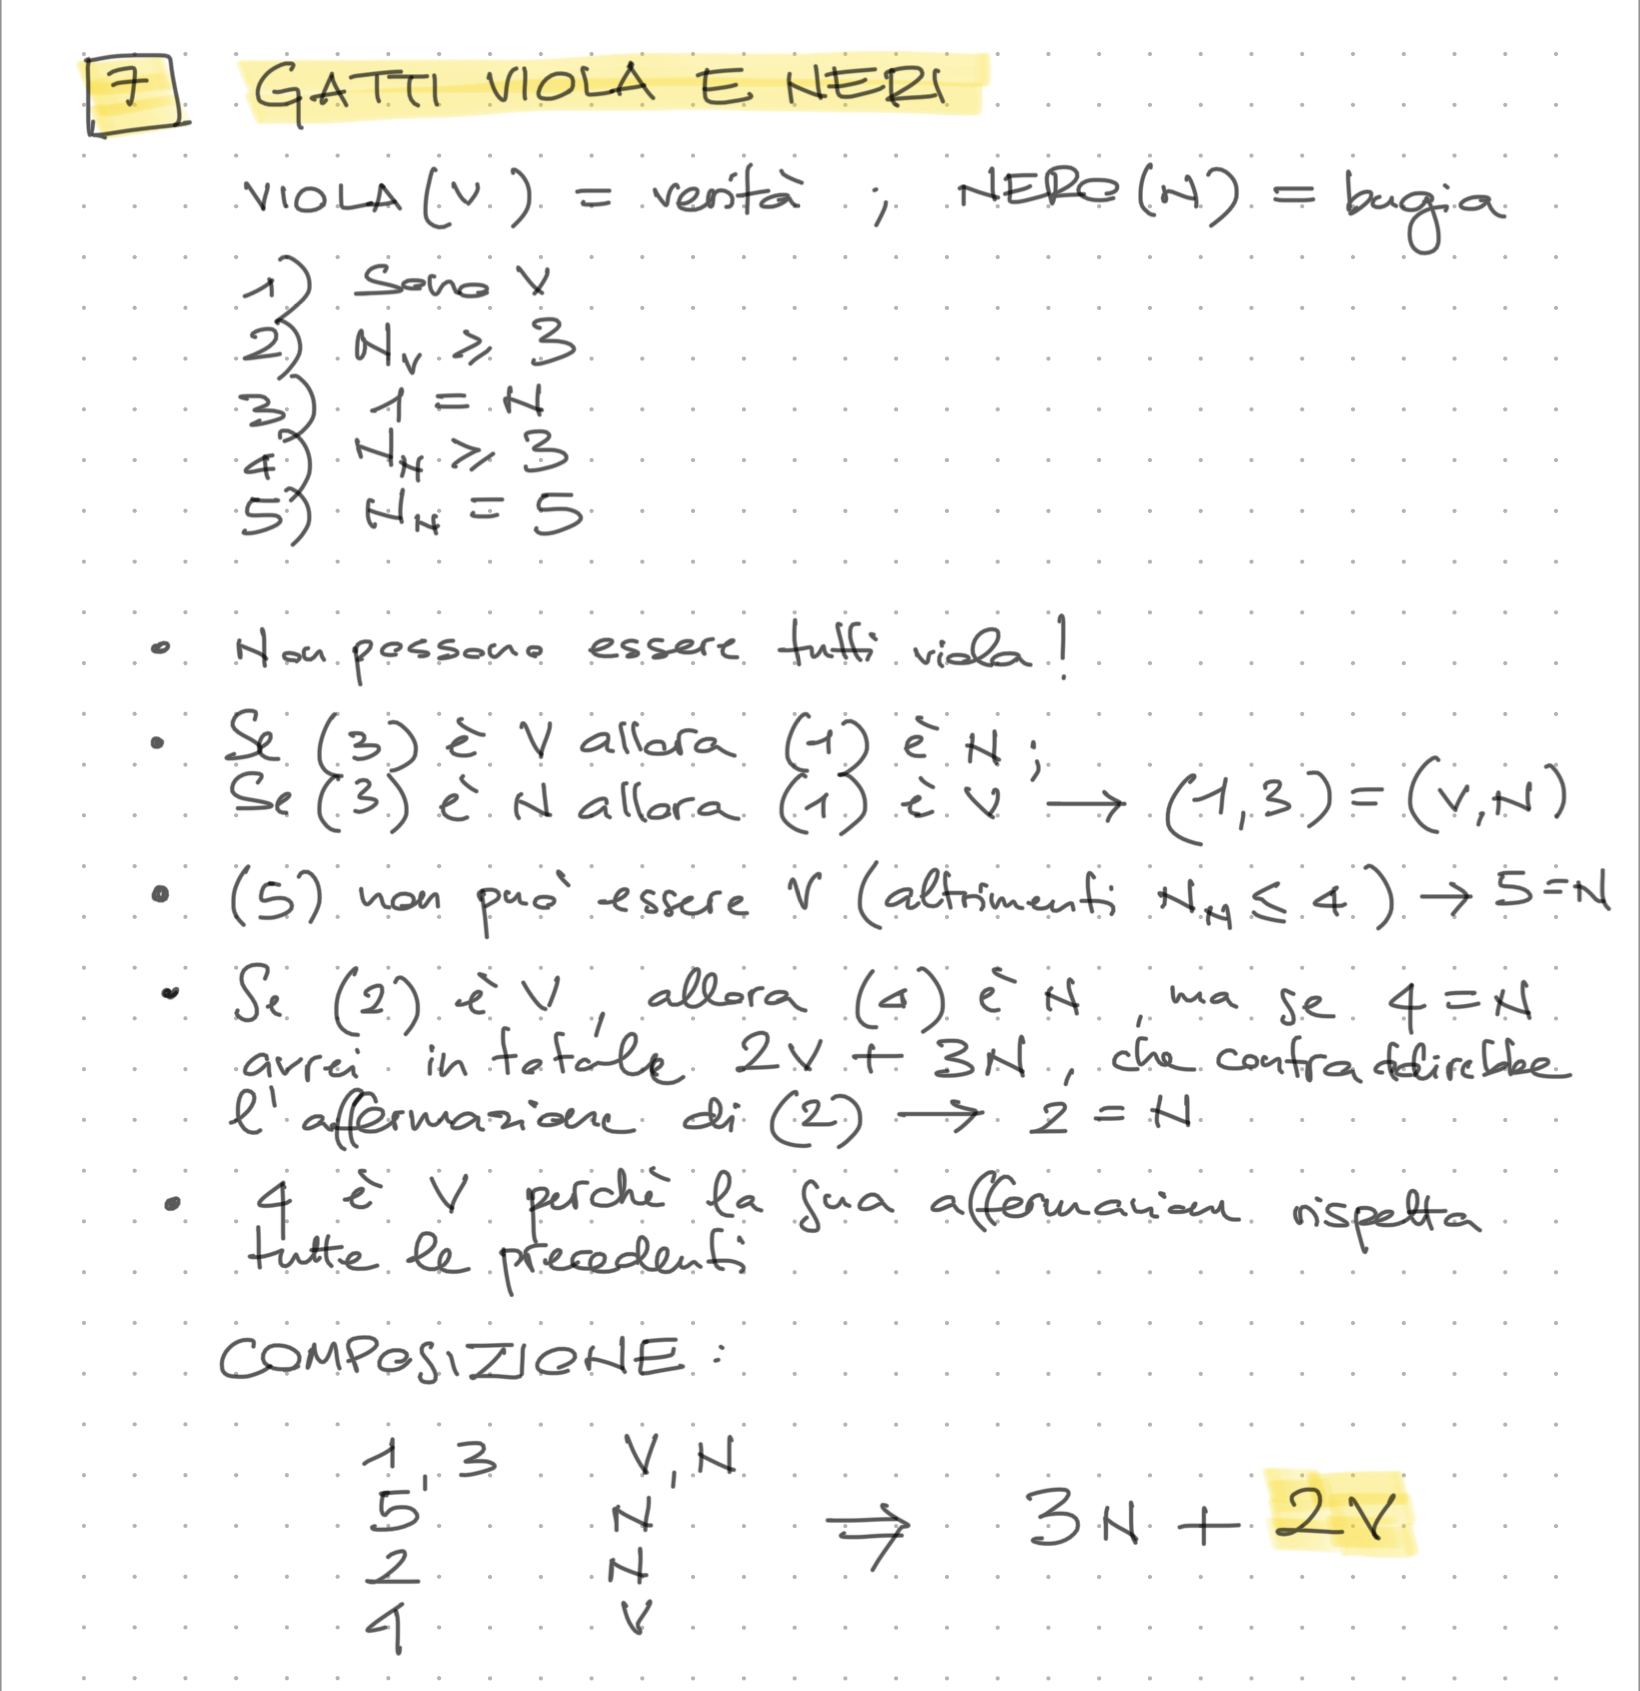 7 GATTI VIOLA E NERI
VIOLA (V) = verità ; NERO (N) = bugia
1) Sono V
2) N_V ⩾ 3
3) 1 = N
4) N_N ⩾ 3
5) N_N = 5
• Non possono essere tutti viola!
• Se (3) è V allora (1) è N ;
Se (3) è N allora (1) è V → (1,3) = (V,N)
• (5) non può essere V (altrimenti N_N ≤ 4) → 5=N
• Se (2) è V, allora (4) è N, ma se 4 = N
avrei in totale 2V + 3N, che contraddirebbe
l'affermazione di (2) → 2 = N
• 4 è V perchè la sua affermazione rispetta
tutte le precedenti
COMPOSIZIONE :
1, 3 V, N
5 N
2 N ⇒ 3N + 2V
4 V